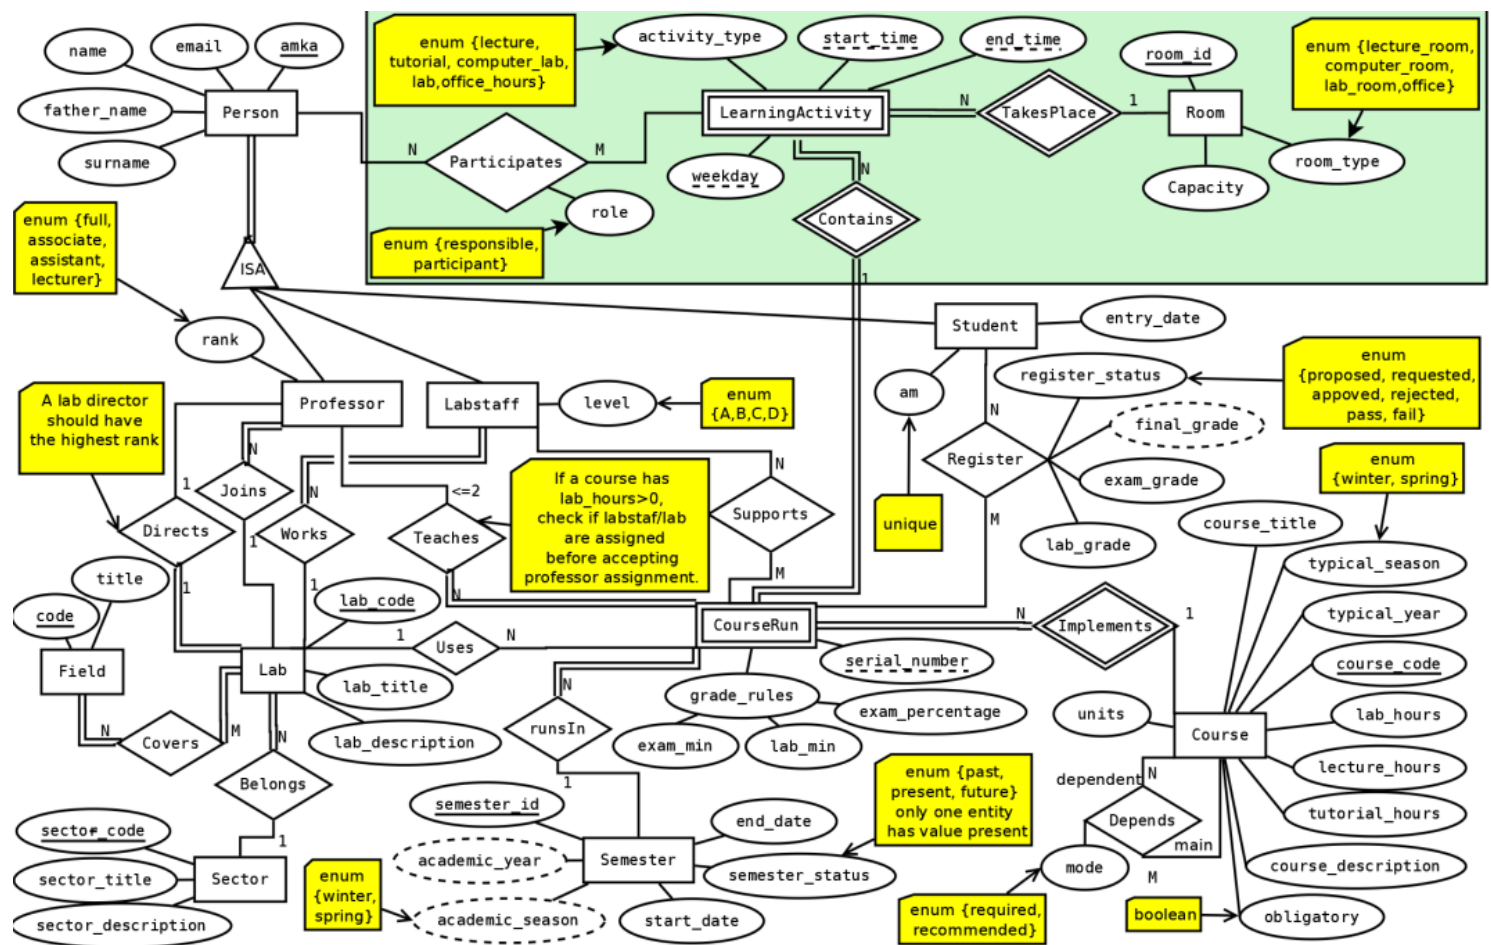 name
email
amka
father_name
Person
surname
enum {lecture,
tutorial, computer_lab,
lab,office_hours}
activity_type
start_time
end_time
LearningActivity
weekday
N
Participates
M
role
enum {responsible,
participant}
N
TakesPlace
1
room_id
Room
Capacity
room_type
enum {lecture_room,
computer_room,
lab_room,office}
N
Contains
1
enum {full,
associate,
assistant,
lecturer}
ISA
rank
Professor
Labstaff
level
enum
{A,B,C,D}
Student
entry_date
am
unique
register_status
enum
{proposed, requested,
appoved, rejected,
pass, fail}
final_grade
N
Register
exam_grade
M
lab_grade
A lab director
should have
the highest rank
1
Directs
1
N
Joins
1
N
Works
1
<=2
Teaches
N
If a course has
lab_hours>0,
check if labstaf/lab
are assigned
before accepting
professor assignment.
N
Supports
M
enum
{winter, spring}
course_title
typical_season
typical_year
course_code
lab_hours
lecture_hours
tutorial_hours
course_description
obligatory
boolean
units
Course
dependent
N
Depends
main
M
mode
enum {required,
recommended}
N
Implements
1
CourseRun
serial_number
grade_rules
exam_percentage
exam_min
lab_min
1
Uses
N
title
code
Field
lab_code
Lab
lab_title
lab_description
N
Covers
M
N
Belongs
1
sector_code
sector_title
Sector
sector_description
N
runsIn
1
semester_id
academic_year
Semester
academic_season
enum
{winter,
spring}
end_date
semester_status
start_date
enum {past,
present, future}
only one entity
has value present